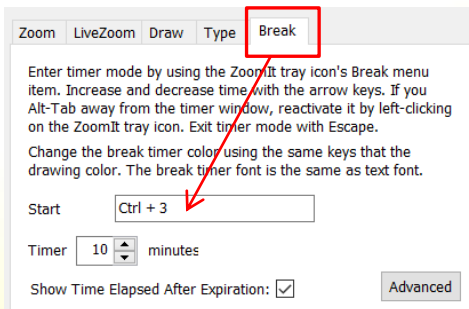 Zoom LiveZoom Draw Type Break
Enter timer mode by using the ZoomIt tray icon's Break menu
item. Increase and decrease time with the arrow keys. If you
Alt-Tab away from the timer window, reactivate it by left-clicking
on the ZoomIt tray icon. Exit timer mode with Escape.
Change the break timer color using the same keys that the
drawing color. The break timer font is the same as text font.
Start Ctrl + 3
Timer 10 minutes
Show Time Elapsed After Expiration:
Advanced